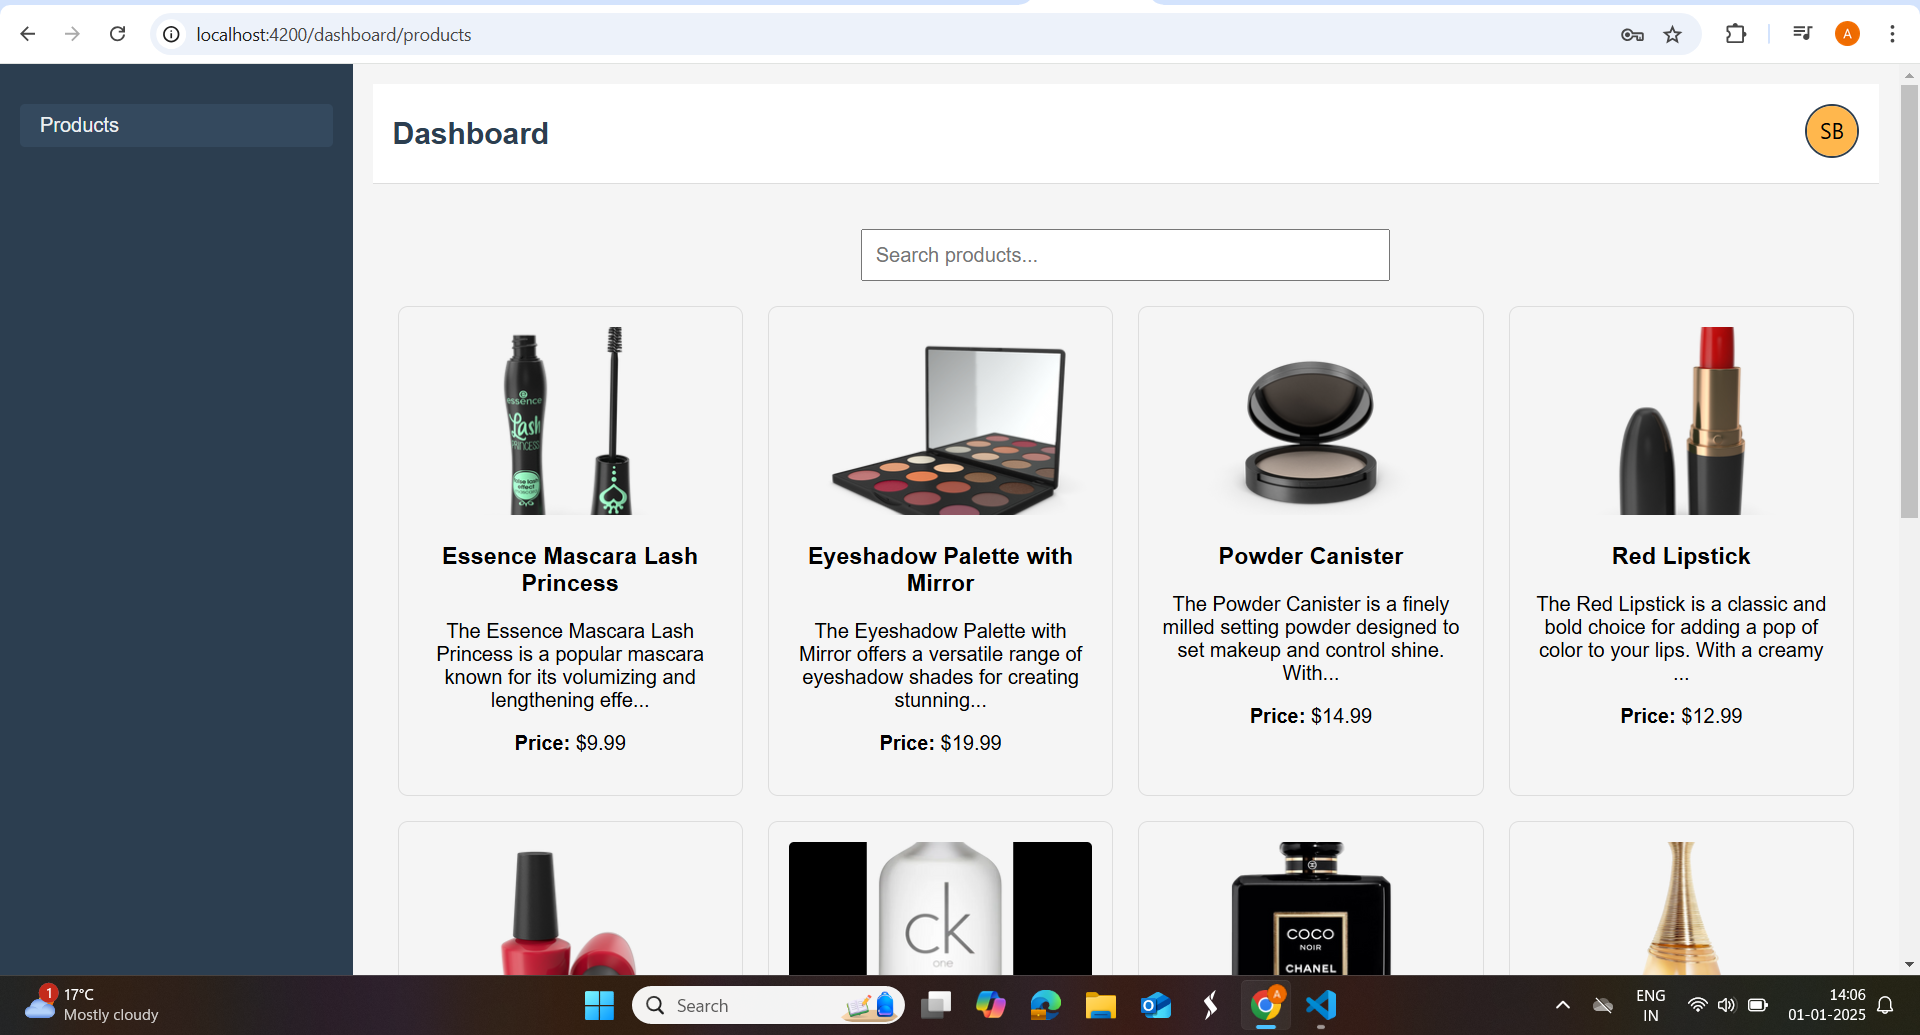 localhost:4200/dashboard/products
A
Products
Dashboard
SB
Search products...
essence
Lash
PRINCESS
false lash
effect
Essence Mascara Lash
Princess
The Essence Mascara Lash
Princess is a popular mascara
known for its volumizing and
lengthening effe...
Price: $9.99
Eyeshadow Palette with
Mirror
The Eyeshadow Palette with
Mirror offers a versatile range of
eyeshadow shades for creating
stunning...
Price: $19.99
Powder Canister
The Powder Canister is a finely
milled setting powder designed to
set makeup and control shine.
With...
Price: $14.99
Red Lipstick
The Red Lipstick is a classic and
bold choice for adding a pop of
color to your lips. With a creamy
...
Price: $12.99
ck
one
COCO
NOIR
CHANEL
1
17°C
Mostly cloudy
Search
A
ENG
IN
14:06
01-01-2025